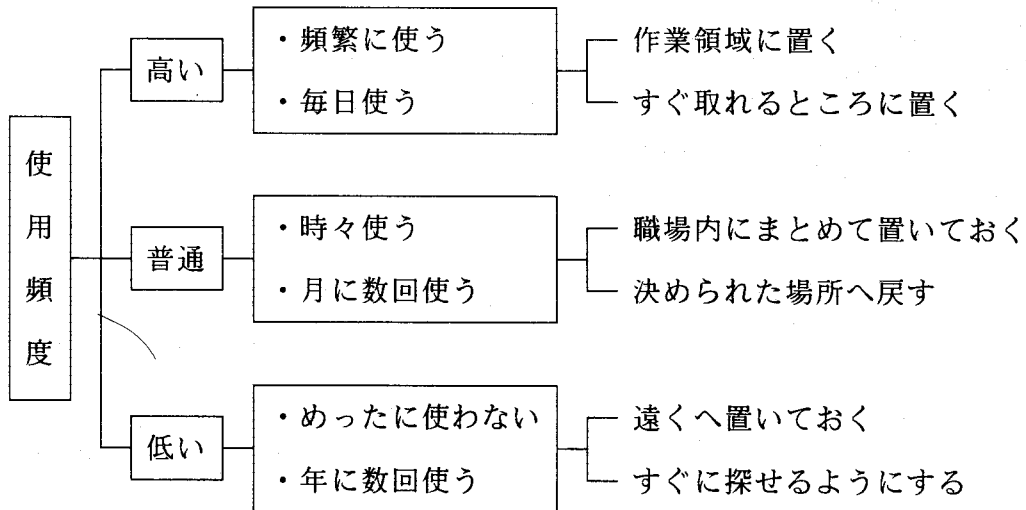 使用頻度
高い
・頻繁に使う
・毎日使う
作業領域に置く
すぐ取れるところに置く
普通
・時々使う
・月に数回使う
職場内にまとめて置いておく
決められた場所へ戻す
低い
・めったに使わない
・年に数回使う
遠くへ置いておく
すぐに探せるようにする